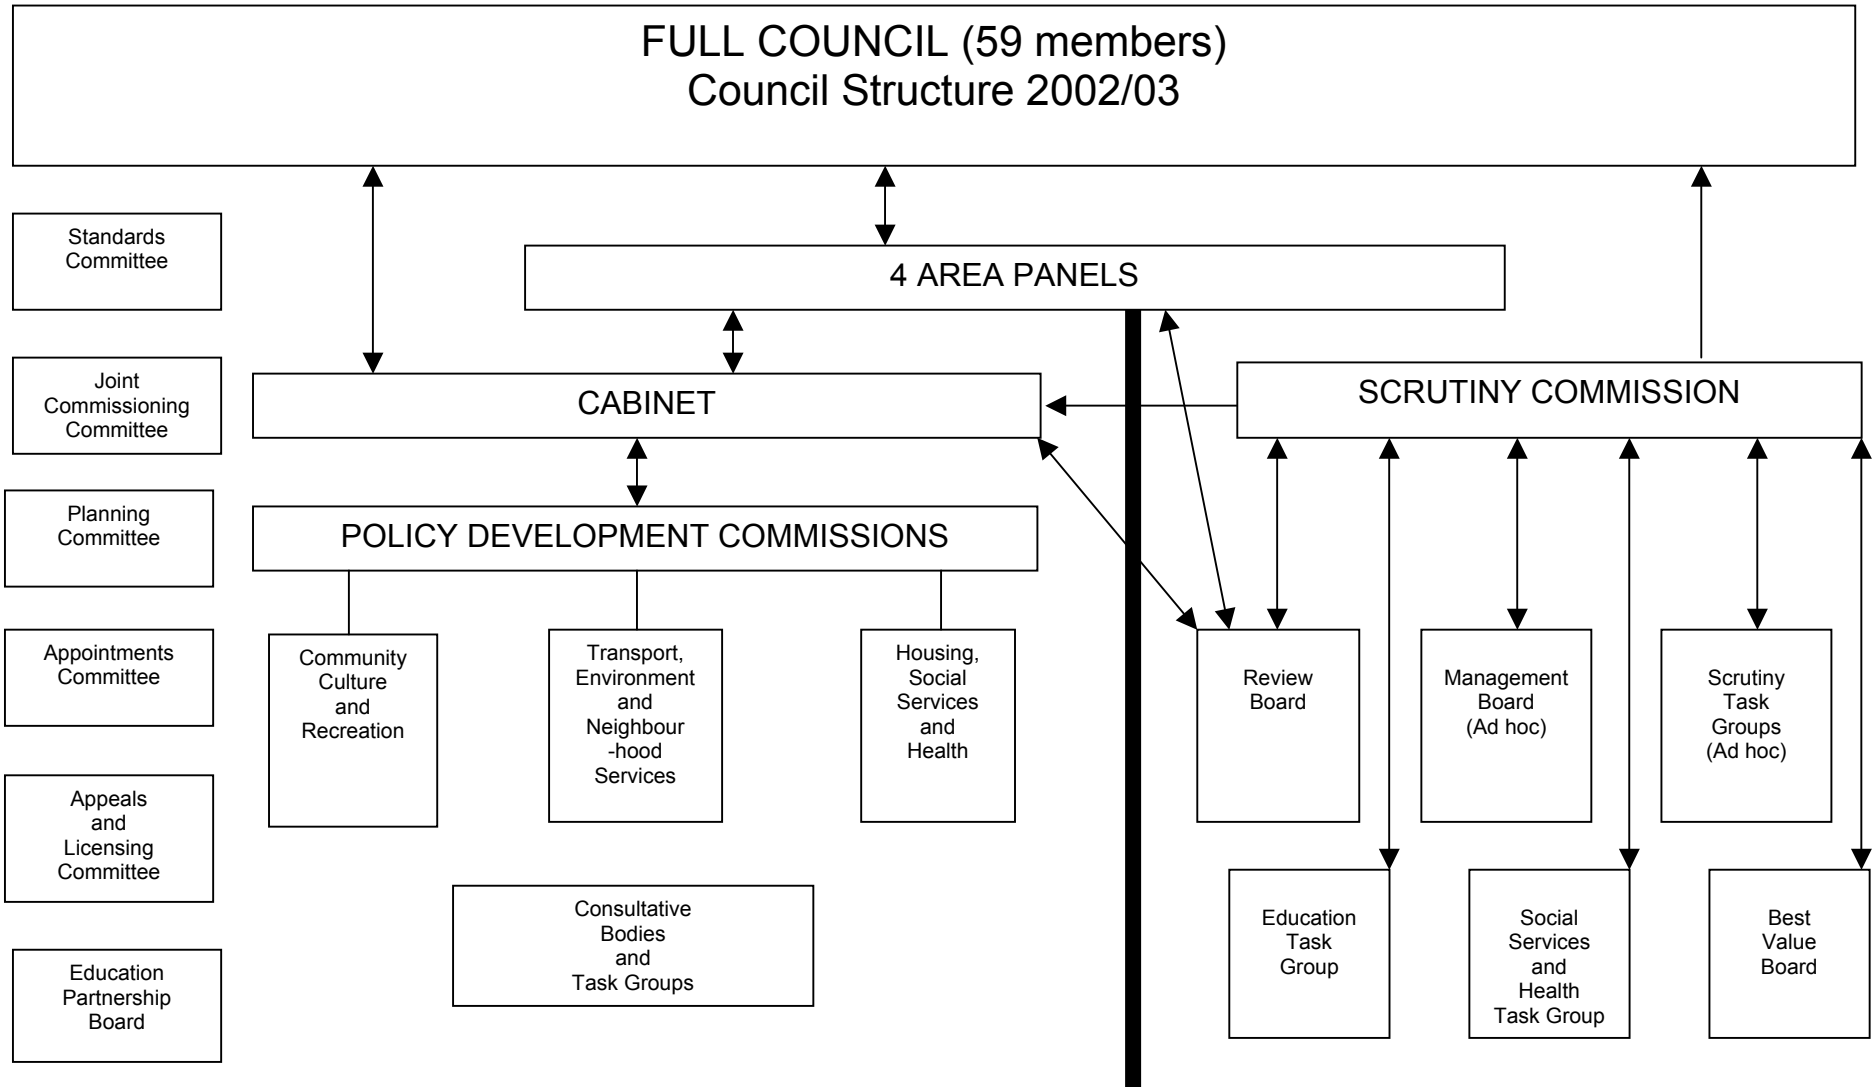 FULL COUNCIL (59 members)
Council Structure 2002/03
Standards
Committee
4 AREA PANELS
Joint
Commissioning
Committee
CABINET
SCRUTINY COMMISSION
Planning
Committee
POLICY DEVELOPMENT COMMISSIONS
Appointments
Committee
Community
Culture
and
Recreation
Transport,
Environment
and
Neighbour
-hood
Services
Housing,
Social
Services
and
Health
Review
Board
Management
Board
(Ad hoc)
Scrutiny
Task
Groups
(Ad hoc)
Appeals
and
Licensing
Committee
Consultative
Bodies
and
Task Groups
Education
Task
Group
Social
Services
and
Health
Task Group
Best
Value
Board
Education
Partnership
Board